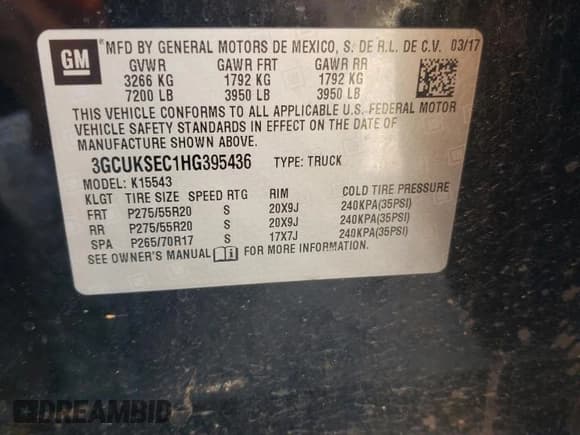 GM MFD BY GENERAL MOTORS DE MEXICO, S. DE R.L. DE C.V. 03/17
GVWR GAWR FRT GAWR RR
3266 KG 1792 KG 1792 KG
7200 LB 3950 LB 3950 LB
THIS VEHICLE CONFORMS TO ALL APPLICABLE U.S. FEDERAL MOTOR
VEHICLE SAFETY STANDARDS IN EFFECT ON THE DATE OF
MANUFACTURE SHOWN ABOVE.
3GCUKSEC1HG395436 TYPE: TRUCK
MODEL: K15543
KLGT TIRE SIZE SPEED RTG RIM COLD TIRE PRESSURE
FRT P275/55R20 S 20X9J 240KPA(35PSI)
RR P275/55R20 S 20X9J 240KPA(35PSI)
SPA P265/70R17 S 17X7J 240KPA(35PSI)
SEE OWNER'S MANUAL FOR MORE INFORMATION.
DREAMBID